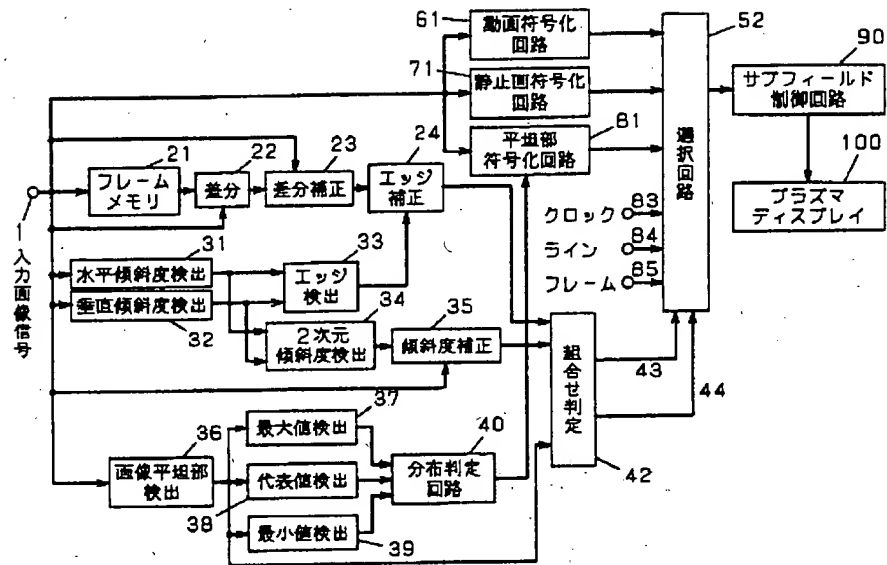 61
動画符号化
回路
52
71
静止画符号化
回路
90
サブフィールド
制御回路
24
平坦部
符号化回路
81
選択回路
21
22
23
フレーム
メモリ
差分
差分補正
エッジ
補正
100
プラズマ
ディスプレイ
クロック 83
ライン 84
フレーム 85
1 入力画像信号
31
水平傾斜度検出
33
エッジ
検出
垂直傾斜度検出
32
34
2次元
傾斜度検出
35
傾斜度補正
組合せ判定
43
44
42
37
36
最大値検出
40
画像平坦部
検出
代表値検出
分布判定
回路
38
最小値検出
39